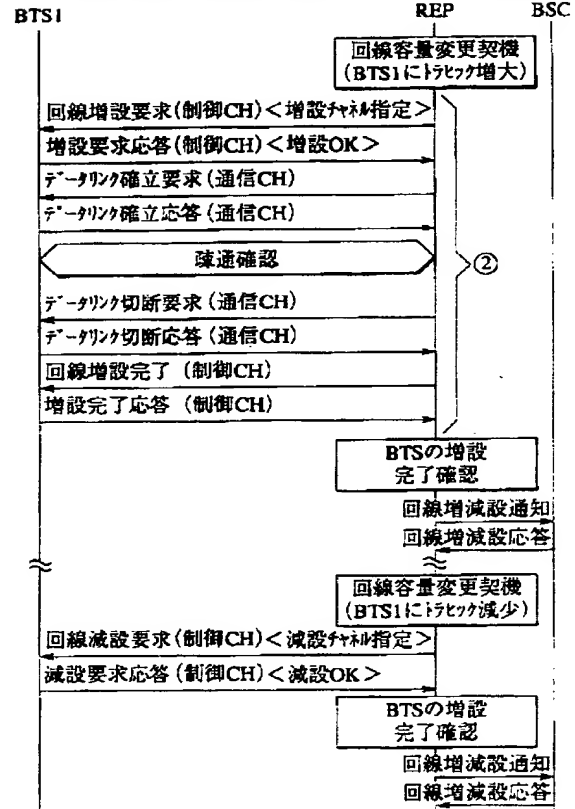 BTS1 REP BSC
回線容量変更契機
(BTS1にトラヒック増大)
回線増設要求(制御CH)<増設チャネル指定>
増設要求応答(制御CH)<増設OK>
データリンク確立要求(通信CH)
データリンク確立応答(通信CH)
疎通確認
②
データリンク切断要求(通信CH)
データリンク切断応答(通信CH)
回線増設完了 (制御CH)
増設完了応答 (制御CH)
BTSの増設
完了確認
回線増減設通知
回線増減設応答
回線容量変更契機
(BTS1にトラヒック減少)
回線減設要求(制御CH)<減設チャネル指定>
減設要求応答(制御CH)<減設OK>
BTSの増設
完了確認
回線増減設通知
回線増減設応答